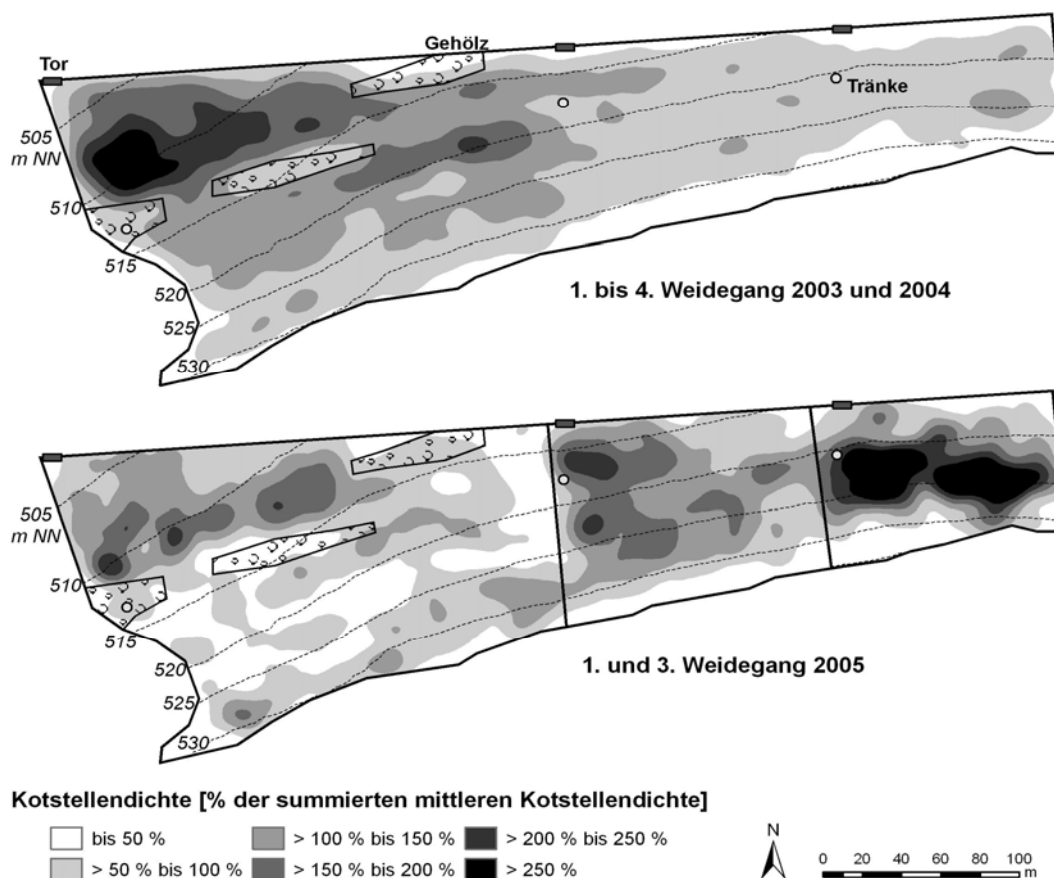 Tor
Gehölz
Tränke
505
m NN
510
515
520
525
530
1. bis 4. Weidegang 2003 und 2004
505
m NN
510
515
520
525
530
1. und 3. Weidegang 2005
Kotstellendichte [% der summierten mittleren Kotstellendichte]
bis 50 % > 100 % bis 150 % > 200 % bis 250 %
> 50 % bis 100 % > 150 % bis 200 % > 250 %
N
0 20 40 60 80 100
m